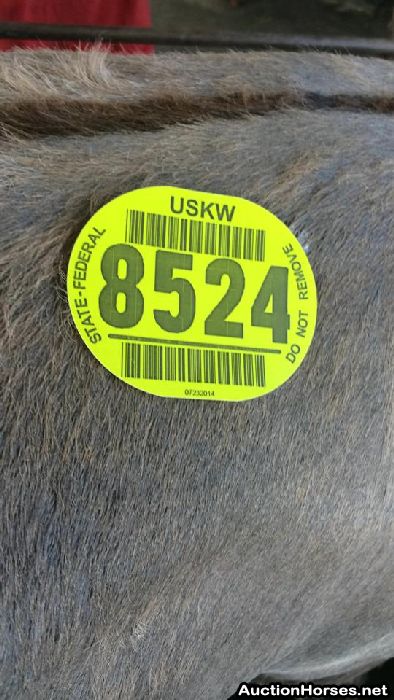 USKW
STATE-FEDERAL
8524
DO NOT REMOVE
07232014
AuctionHorses.net